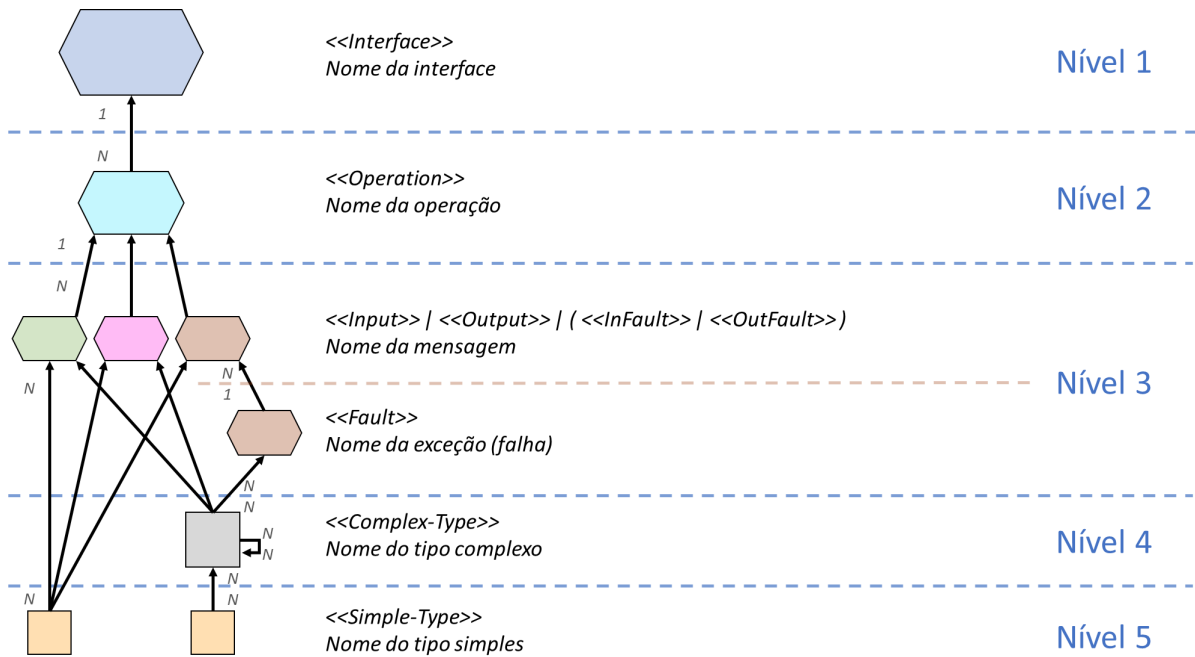 <<Interface>>
Nome da interface
Nível 1
1
N
<<Operation>>
Nome da operação
Nível 2
1
N
<<Input>> | <<Output>> | ( <<InFault>> | <<OutFault>> )
Nome da mensagem
Nível 3
N
N
1
<<Fault>>
Nome da exceção (falha)
N
N
<<Complex-Type>>
Nome do tipo complexo
Nível 4
N
N
N
N
N
<<Simple-Type>>
Nome do tipo simples
Nível 5